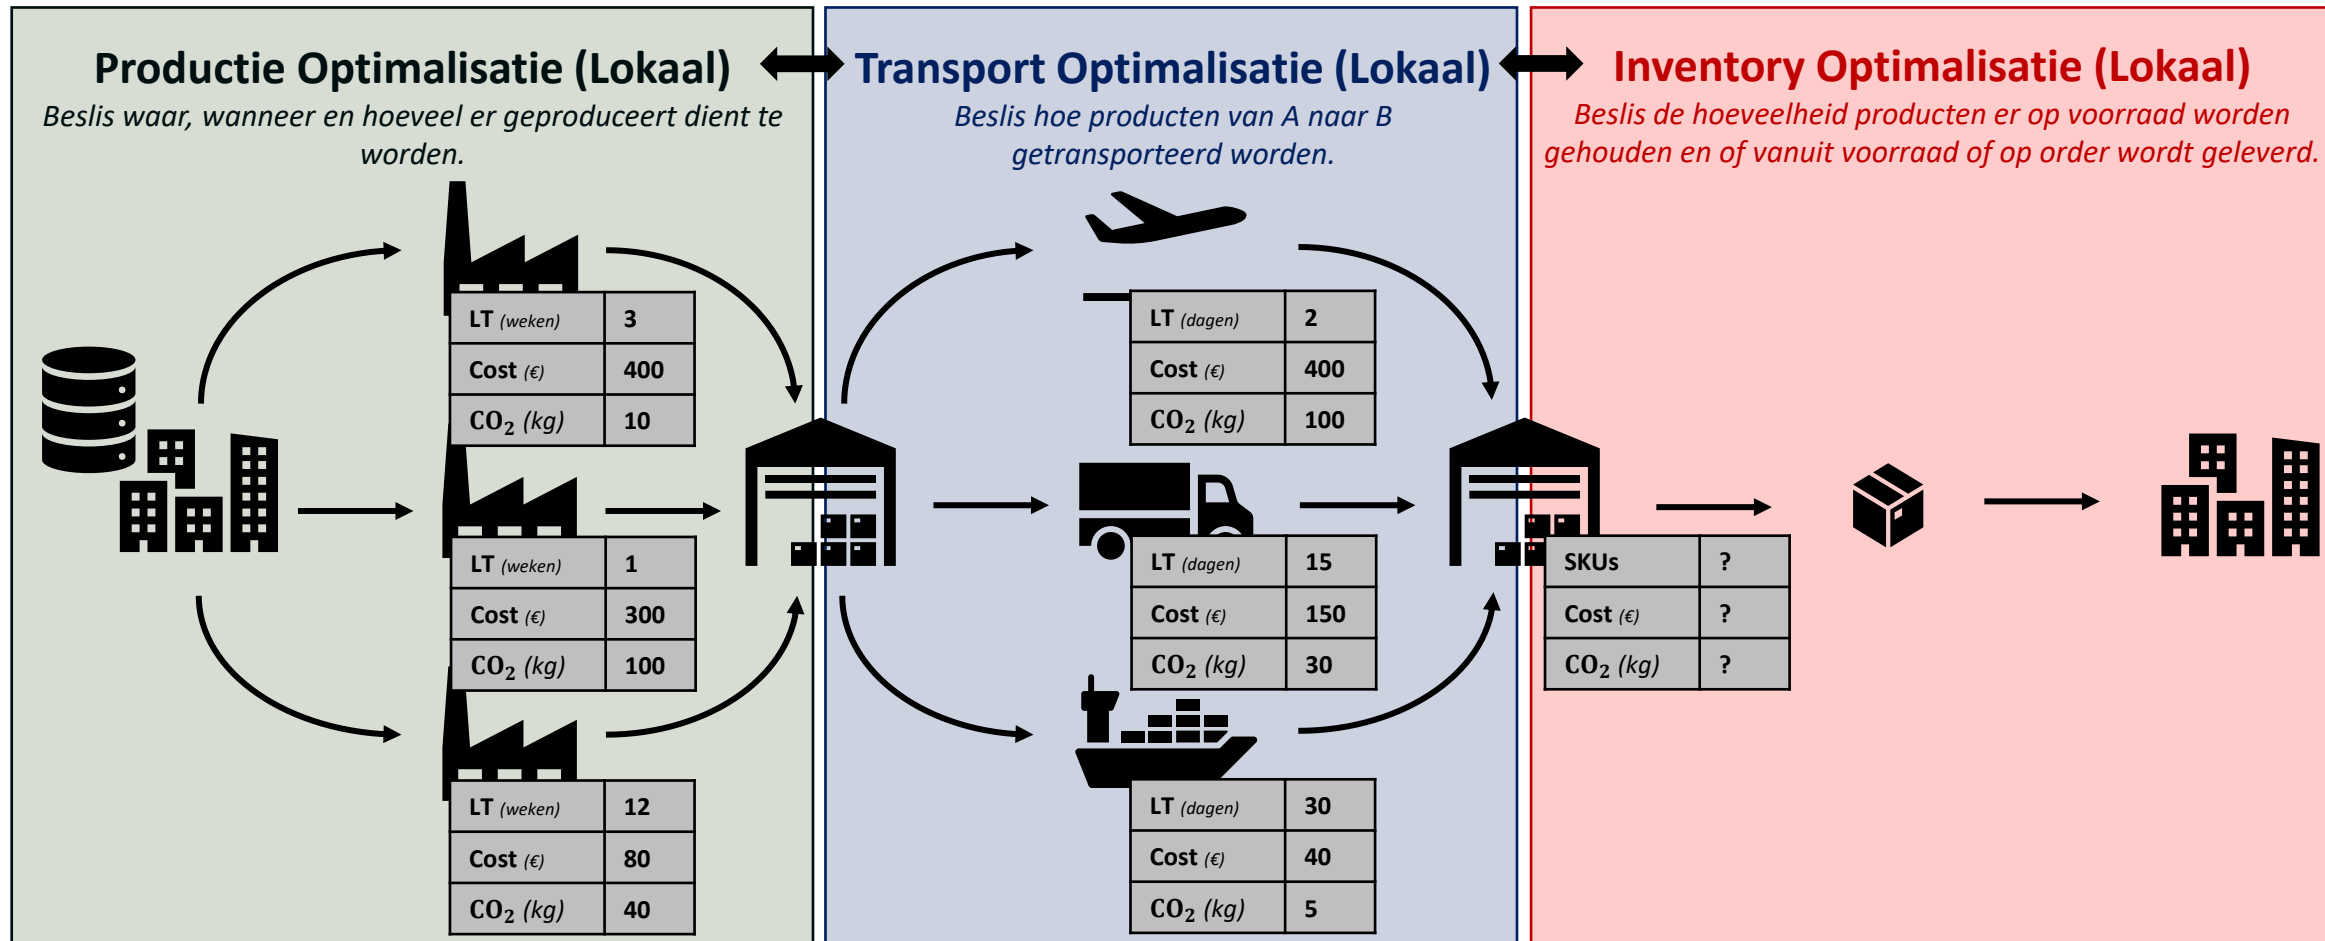 Productie Optimalisatie (Lokaal)
Beslis waar, wanneer en hoeveel er geproduceert dient te
worden.
LT (weken) 3
Cost (€) 400
CO₂ (kg) 10
LT (weken) 1
Cost (€) 300
CO₂ (kg) 100
LT (weken) 12
Cost (€) 80
CO₂ (kg) 40
Transport Optimalisatie (Lokaal)
Beslis hoe producten van A naar B
getransporteerd worden.
LT (dagen) 2
Cost (€) 400
CO₂ (kg) 100
LT (dagen) 15
Cost (€) 150
CO₂ (kg) 30
LT (dagen) 30
Cost (€) 40
CO₂ (kg) 5
Inventory Optimalisatie (Lokaal)
Beslis de hoeveelheid producten er op voorraad worden
gehouden en of vanuit voorraad of op order wordt geleverd.
SKUs ?
Cost (€) ?
CO₂ (kg) ?